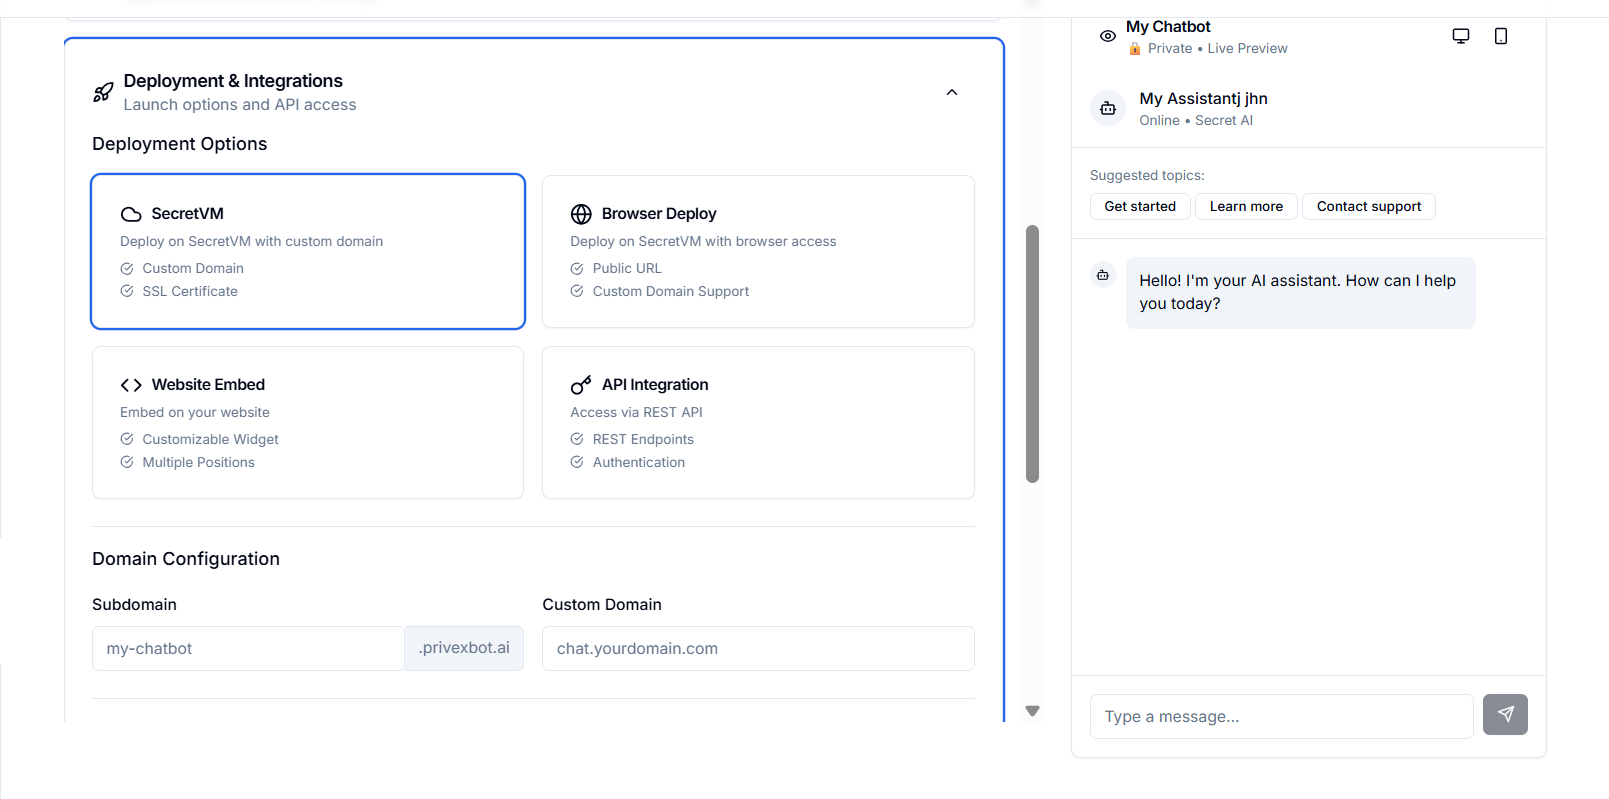 Deployment & Integrations
Launch options and API access
Deployment Options
SecretVM
Deploy on SecretVM with custom domain
Custom Domain
SSL Certificate
Browser Deploy
Deploy on SecretVM with browser access
Public URL
Custom Domain Support
Website Embed
Embed on your website
Customizable Widget
Multiple Positions
API Integration
Access via REST API
REST Endpoints
Authentication
Domain Configuration
Subdomain
my-chatbot
.privexbot.ai
Custom Domain
chat.yourdomain.com
My Chatbot
🔒 Private • Live Preview
My Assistantj jhn
Online • Secret AI
Suggested topics:
Get started
Learn more
Contact support
Hello! I'm your AI assistant. How can I help
you today?
Type a message...